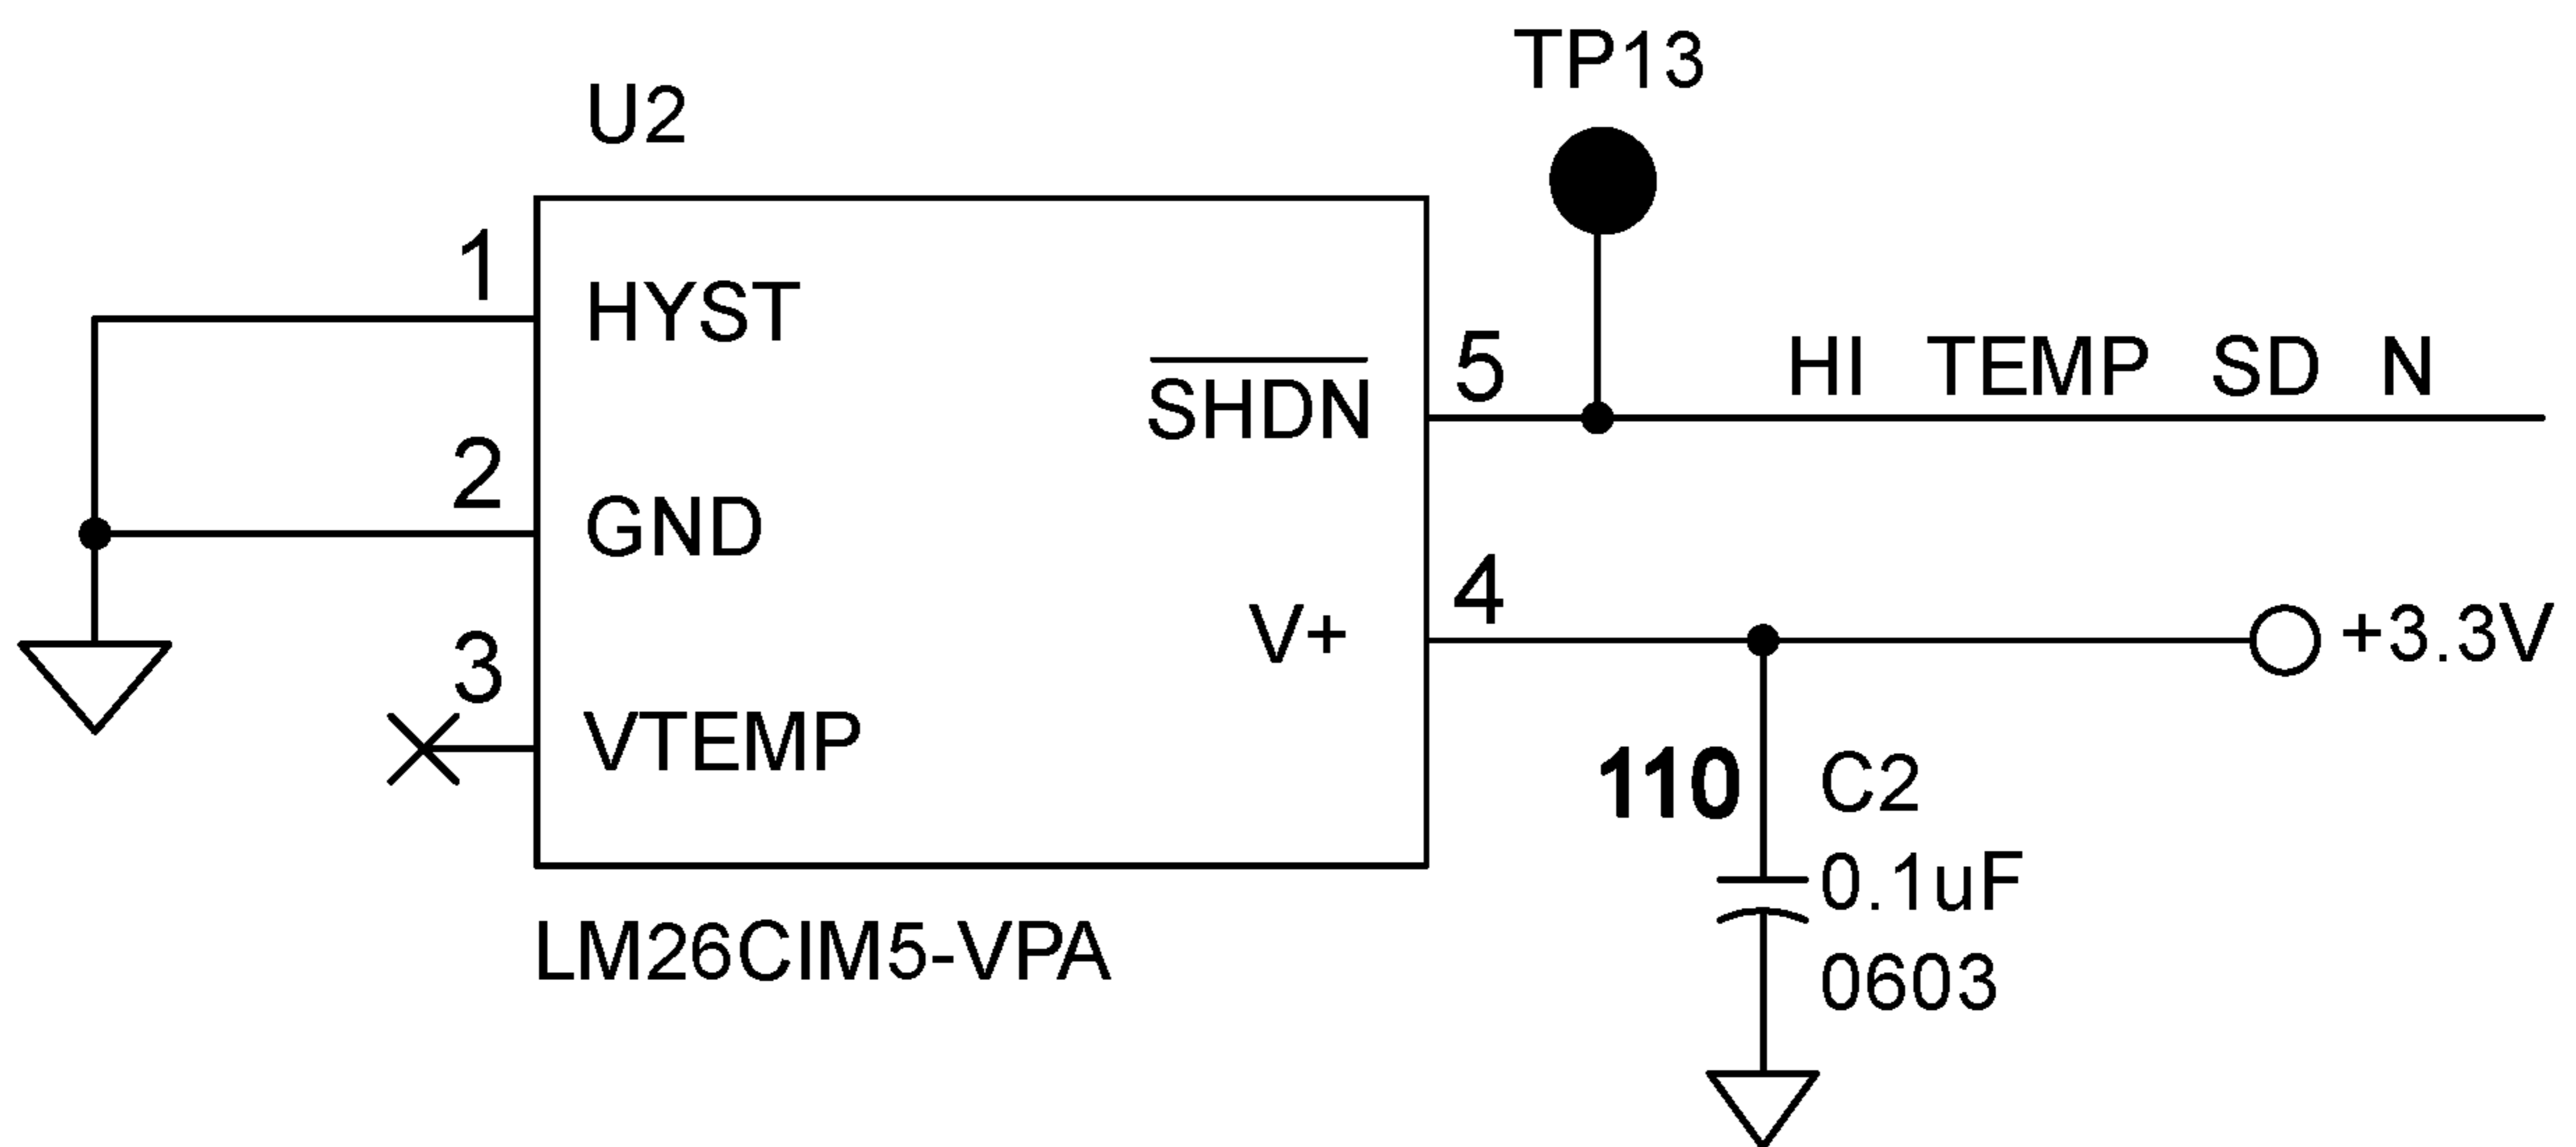 TP13
U2
1
HYST
SHDN
5
HI TEMP SD N
2
GND
4
V+
+3.3V
3
VTEMP
110
C2
0.1uF
0603
LM26CIM5-VPA